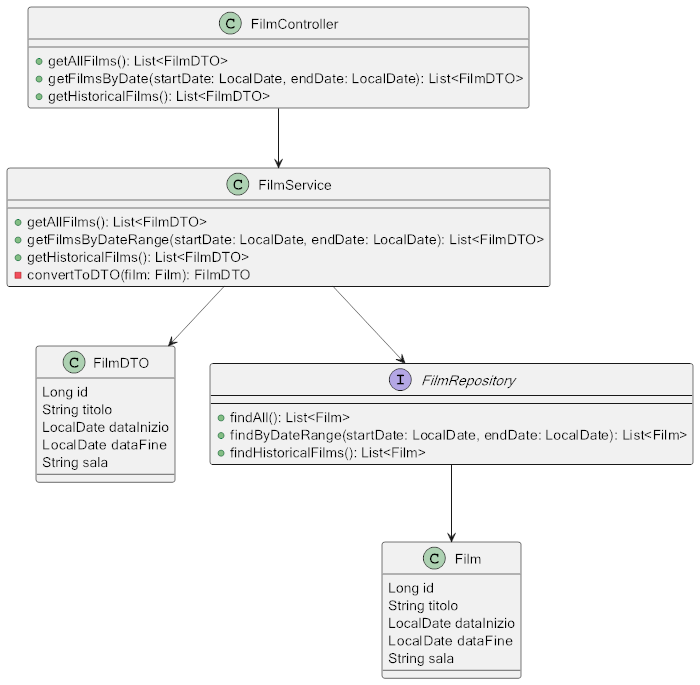 C FilmController
getAllFilms(): List<FilmDTO>
getFilmsByDate(startDate: LocalDate, endDate: LocalDate): List<FilmDTO>
getHistoricalFilms(): List<FilmDTO>
C FilmService
getAllFilms(): List<FilmDTO>
getFilmsByDateRange(startDate: LocalDate, endDate: LocalDate): List<FilmDTO>
getHistoricalFilms(): List<FilmDTO>
convertToDTO(film: Film): FilmDTO
C FilmDTO
Long id
String titolo
LocalDate dataInizio
LocalDate dataFine
String sala
I FilmRepository
findAll(): List<Film>
findByDateRange(startDate: LocalDate, endDate: LocalDate): List<Film>
findHistoricalFilms(): List<Film>
C Film
Long id
String titolo
LocalDate dataInizio
LocalDate dataFine
String sala